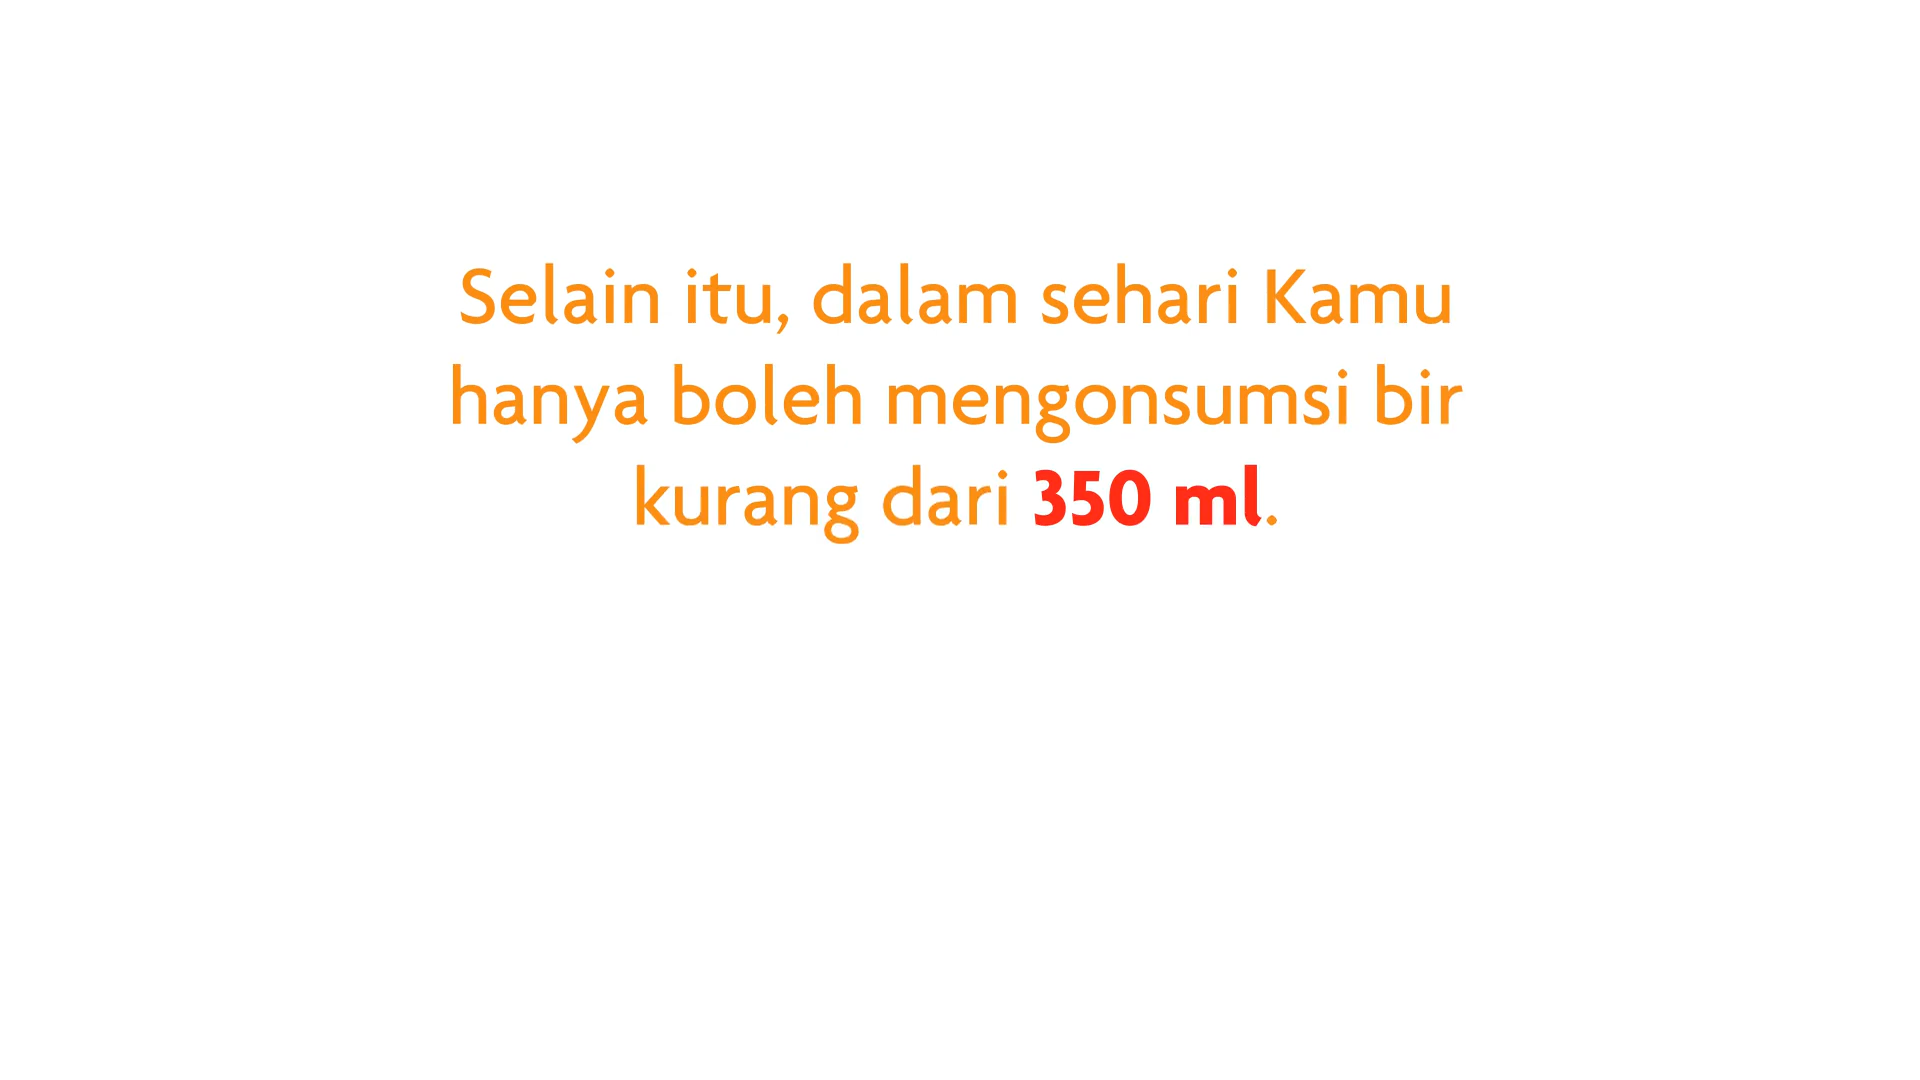 Selain itu, dalam sehari Kamu
hanya boleh mengonsumsi bir
kurang dari 350 ml.